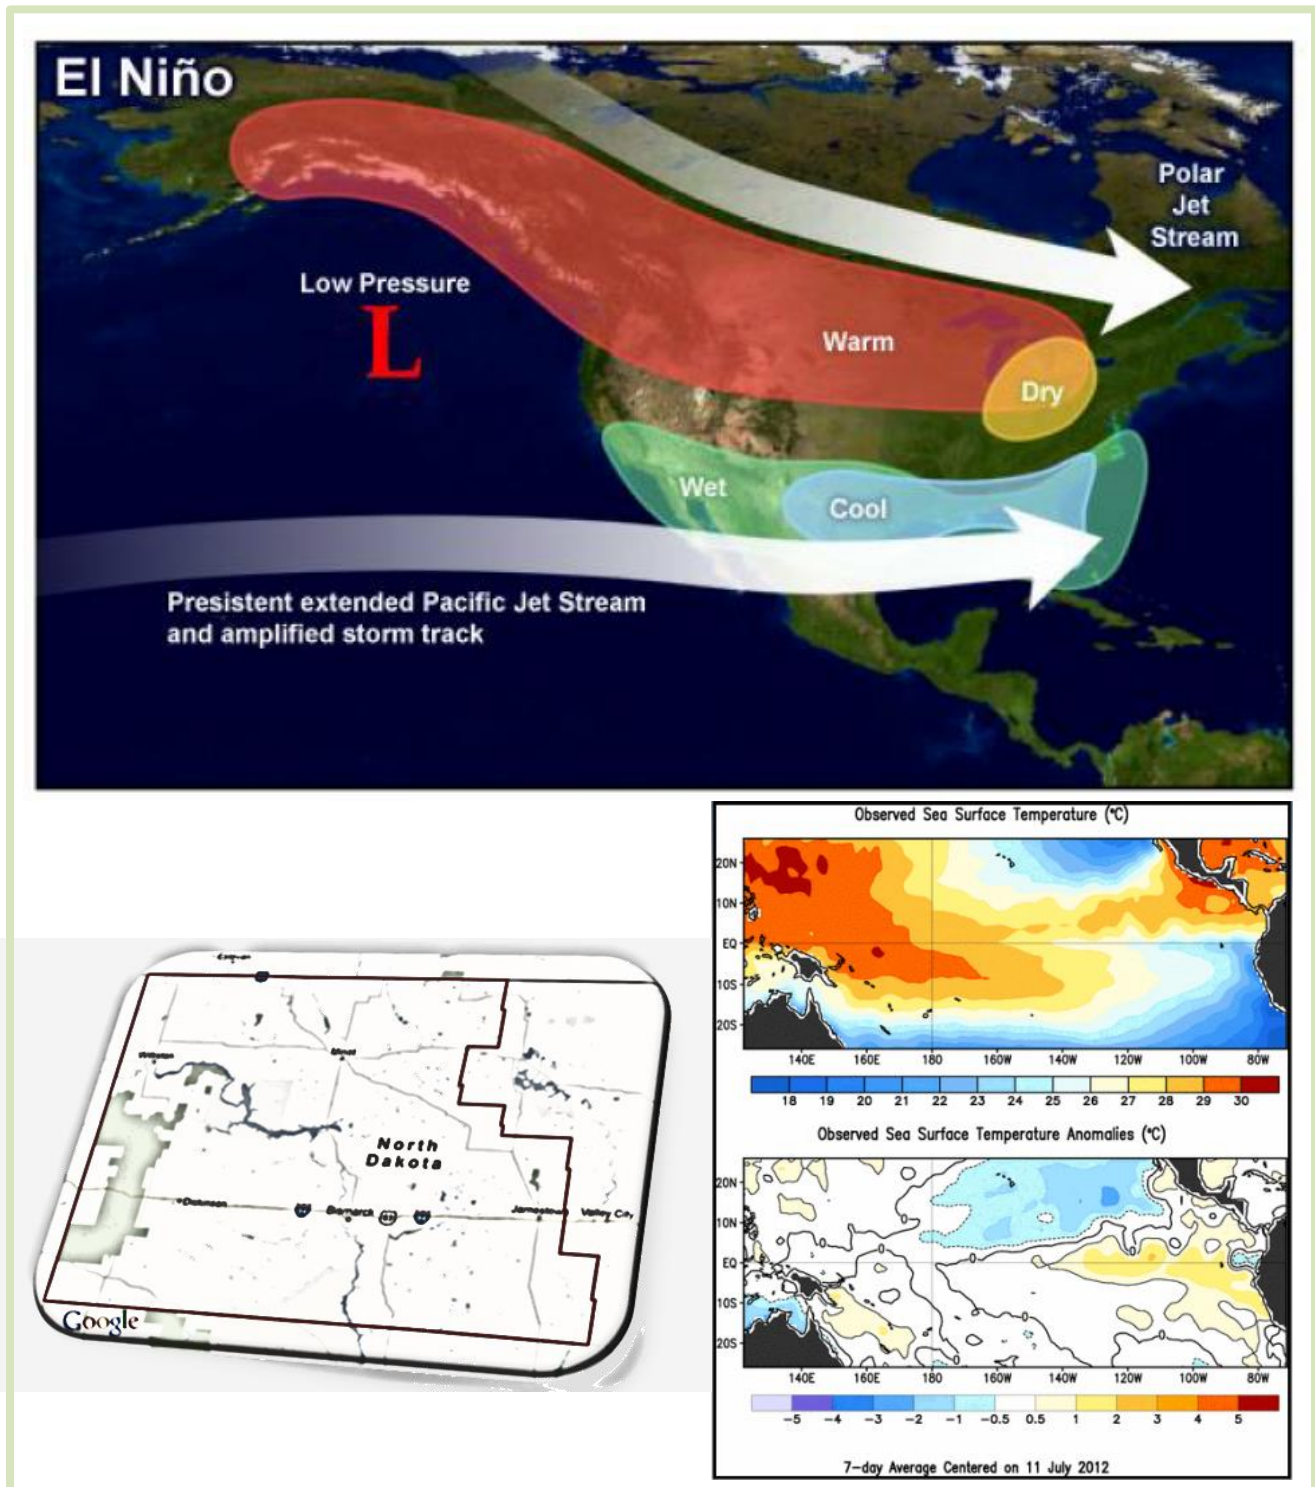 El Niño
Polar
Jet
Stream
Low Pressure
L
Warm
Dry
Wet
Cool
Presistent extended Pacific Jet Stream
and amplified storm track
Observed Sea Surface Temperature (°C)
20N
10N
EQ
10S
20S
140E 160E 180 160W 140W 120W 100W 80W
18 19 20 21 22 23 24 25 26 27 28 29 30
Observed Sea Surface Temperature Anomalies (°C)
20N
10N
EQ
10S
20S
140E 160E 180 160W 140W 120W 100W 80W
-5 -4 -3 -2 -1 -0.5 0.5 1 2 3 4 5
7-day Average Centered on 11 July 2012
Williston
Minot
North
Dakota
Dickinson
Bismarck
Jamestown
Valley City
Google